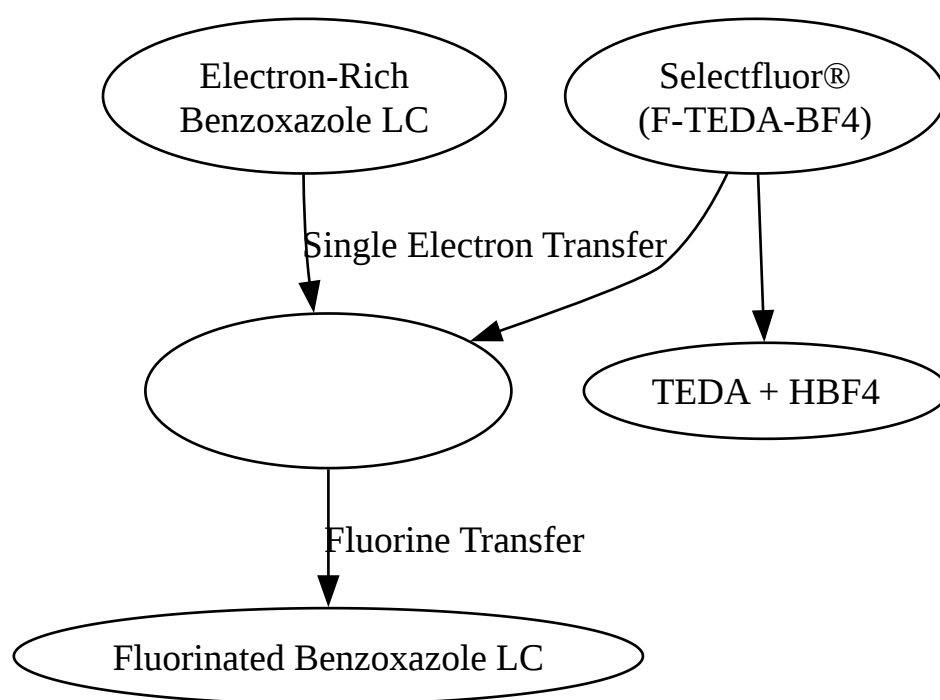 Electron-Rich
Benzoxazole LC
Selectfluor®
(F-TEDA-BF4)
Single Electron Transfer
TEDA + HBF4
Fluorine Transfer
Fluorinated Benzoxazole LC